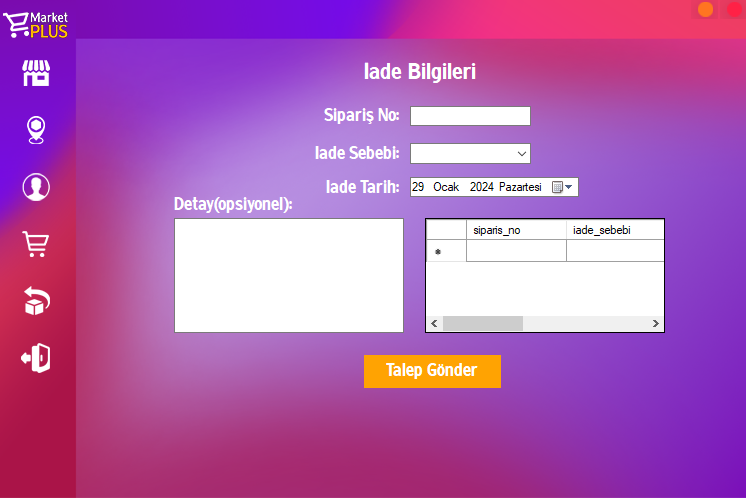 Market
PLUS
Iade Bilgileri
Sipariş No:
Iade Sebebi:
Iade Tarih:
29 Ocak 2024 Pazartesi
Detay(opsiyonel):
siparis_no iade_sebebi
Talep Gönder